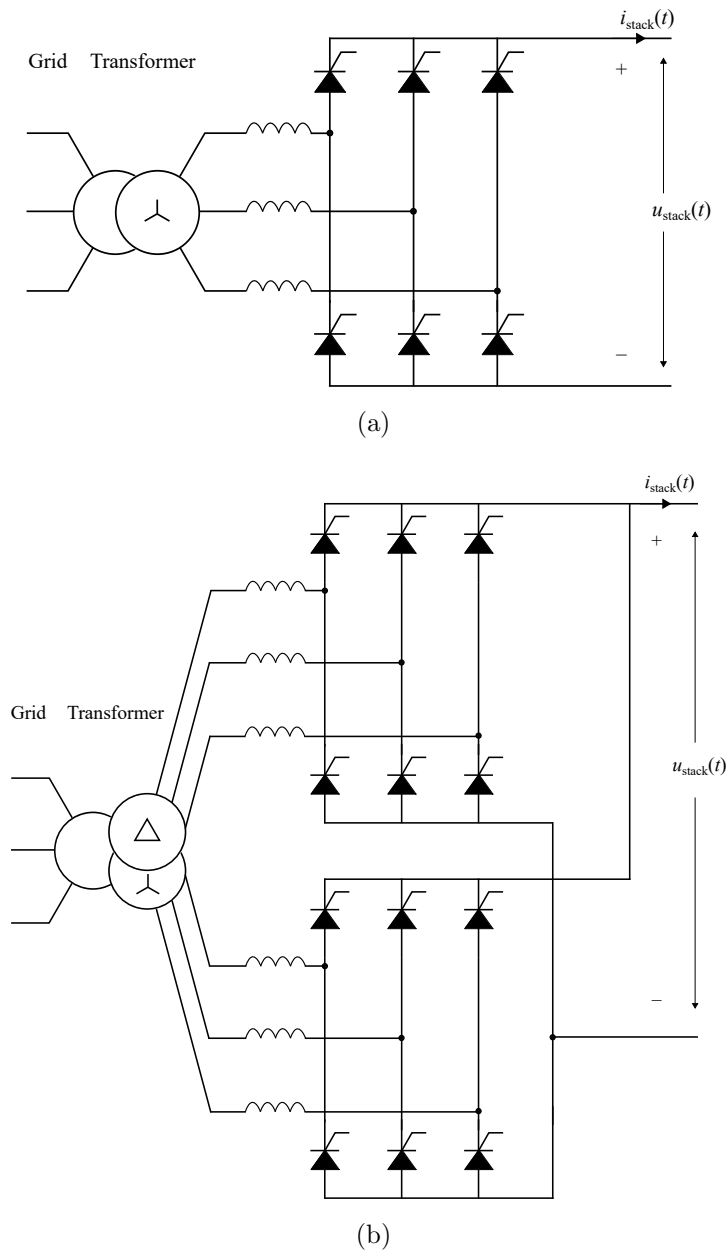 i_stack(t)
Grid Transformer
+
u_stack(t)
−
(a)
i_stack(t)
+
Grid Transformer
u_stack(t)
−
(b)